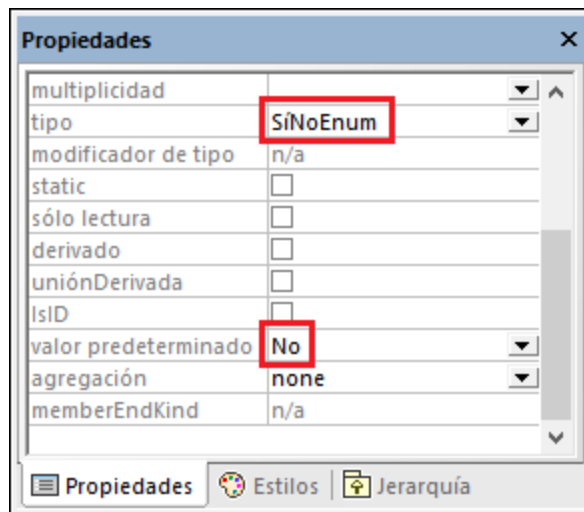 Propiedades
multiplicidad
tipo SíNoEnum
modificador de tipo n/a
static
sólo lectura
derivado
uniónDerivada
IsID
valor predeterminado No
agregación none
memberEndKind n/a
Propiedades Estilos Jerarquía